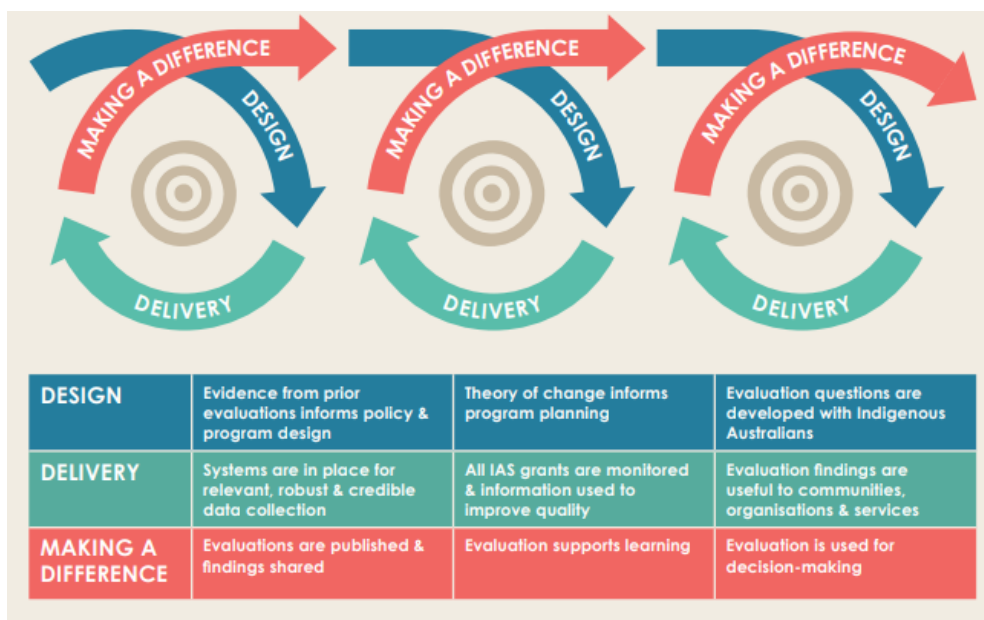 MAKING A DIFFERENCE
DESIGN
DELIVERY
MAKING A DIFFERENCE
DESIGN
DELIVERY
MAKING A DIFFERENCE
DESIGN
DELIVERY
DESIGN
Evidence from prior
evaluations informs policy &
program design
Theory of change informs
program planning
Evaluation questions are
developed with Indigenous
Australians
DELIVERY
Systems are in place for
relevant, robust & credible
data collection
All IAS grants are monitored
& information used to
improve quality
Evaluation findings are
useful to communities,
organisations & services
MAKING A
DIFFERENCE
Evaluations are published &
findings shared
Evaluation supports learning
Evaluation is used for
decision-making